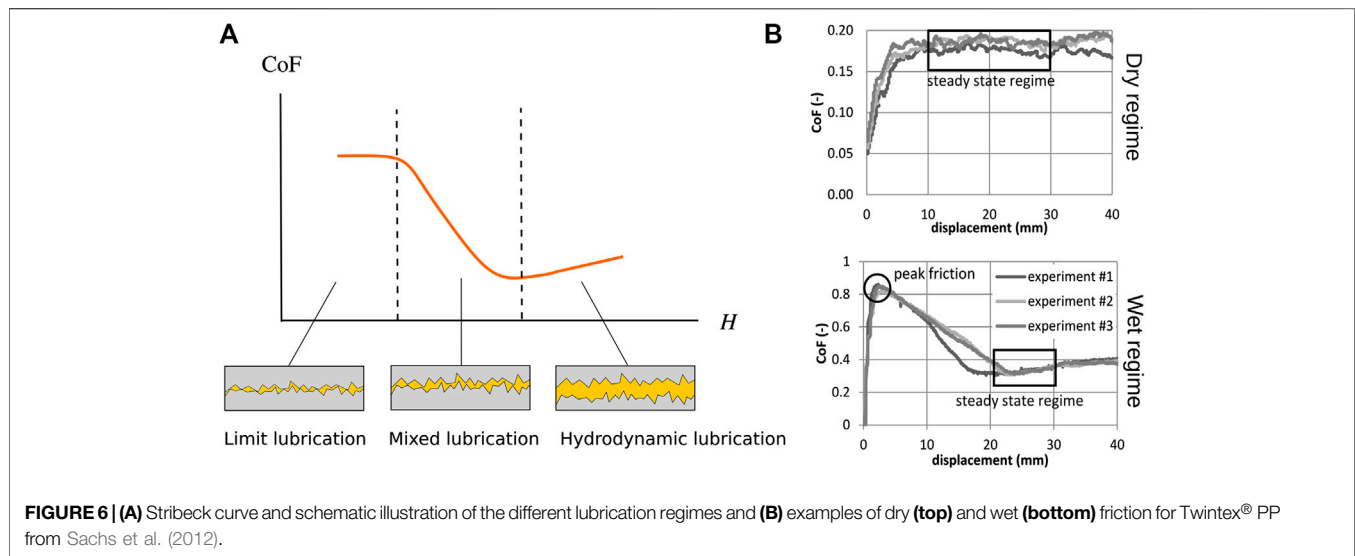 A
CoF
H
Limit lubrication
Mixed lubrication
Hydrodynamic lubrication
B
0.20
0.15
0.10
0.05
0.00
CoF (-)
steady state regime
0
10
20
30
40
displacement (mm)
Dry regime
1
0.8
0.6
0.4
0.2
0
CoF (-)
peak friction
experiment #1
experiment #2
experiment #3
steady state regime
0
10
20
30
40
displacement (mm)
Wet regime
FIGURE 6 | (A) Stribeck curve and schematic illustration of the different lubrication regimes and (B) examples of dry (top) and wet (bottom) friction for Twintex® PP
from Sachs et al. (2012).